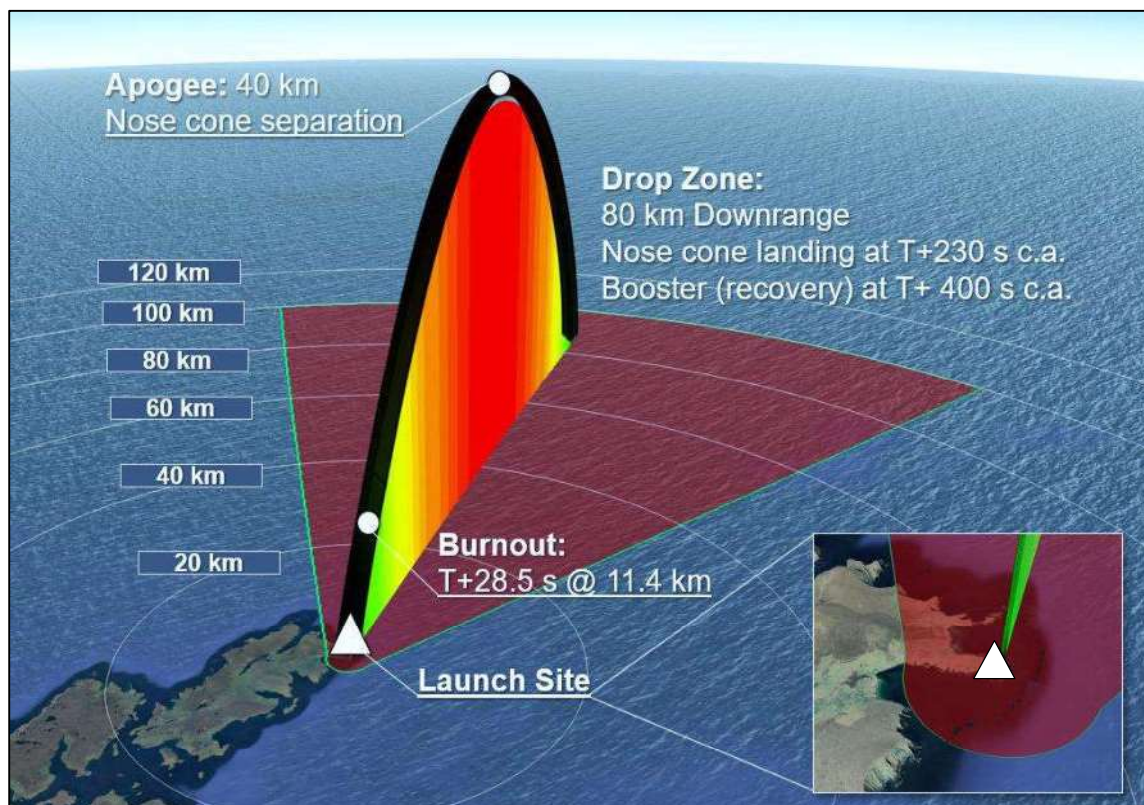 Apogee: 40 km
Nose cone separation
Drop Zone:
80 km Downrange
Nose cone landing at T+230 s c.a.
Booster (recovery) at T+ 400 s c.a.
120 km
100 km
80 km
60 km
40 km
20 km
Burnout:
T+28.5 s @ 11.4 km
Launch Site